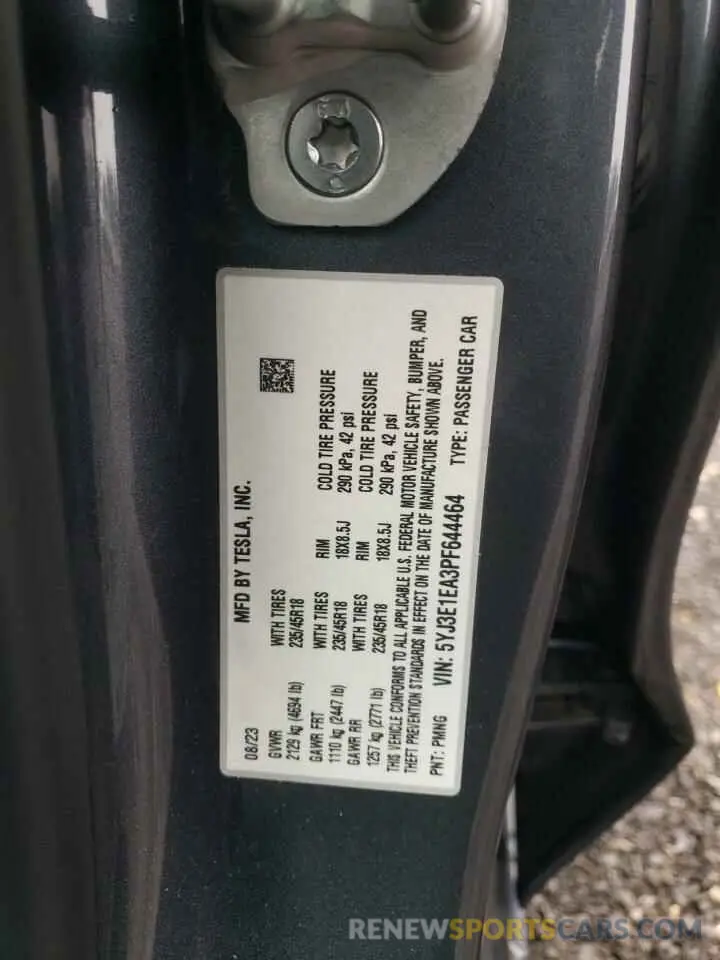 MFD BY TESLA, INC.
08/23
GVWR WITH TIRES
2129 kg (4694 lb) 235/45R18
GAWR FRT WITH TIRES RIM COLD TIRE PRESSURE
1110 kg (2447 lb) 235/45R18 18X8.5J 290 kPa, 42 psi
GAWR RR WITH TIRES RIM COLD TIRE PRESSURE
1257 kg (2771 lb) 235/45R18 18X8.5J 290 kPa, 42 psi
THIS VEHICLE CONFORMS TO ALL APPLICABLE U.S. FEDERAL MOTOR VEHICLE SAFETY, BUMPER, AND
THEFT PREVENTION STANDARDS IN EFFECT ON THE DATE OF MANUFACTURE SHOWN ABOVE.
PNT: PMNG VIN: 5YJ3E1EA3PF644464 TYPE: PASSENGER CAR
RENEWSPORTSCARS.COM